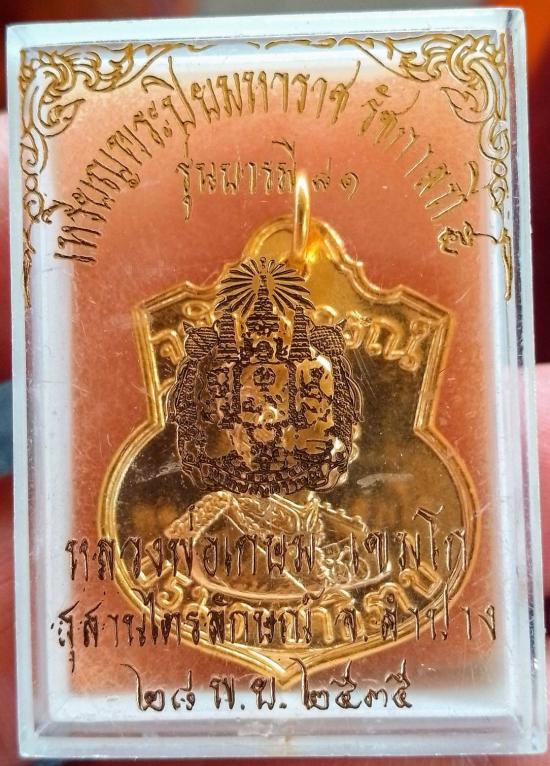 เหรียญพระปิยมหาราช รัชกาลที่ ๕
รุ่นบารมี ๘๑
หลวงพ่อเกษม เขมโก
สุสานไตรลักษณ์ จ.ลำปาง
๒๘ พ.ย. ๒๕๓๕